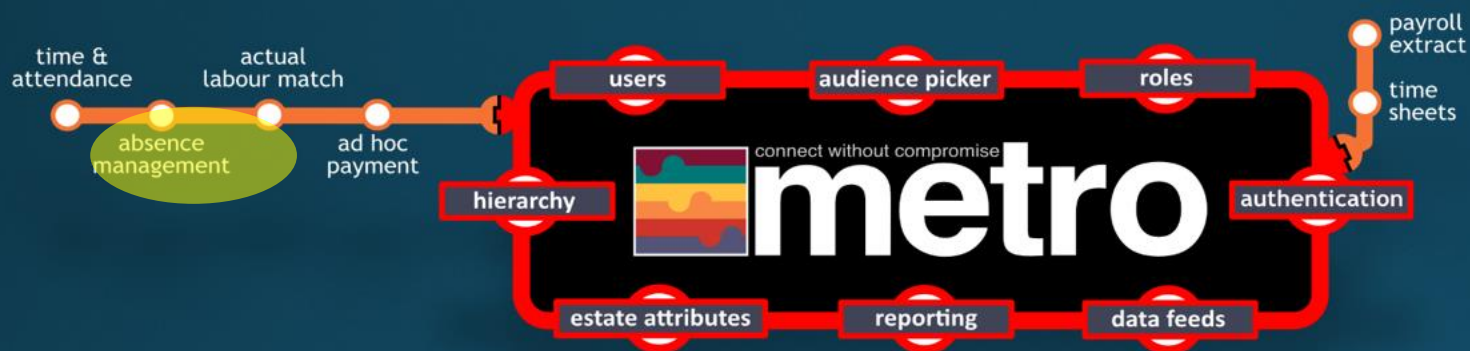 time &
attendance
absence
management
actual
labour match
ad hoc
payment
users
audience picker
roles
hierarchy
connect without compromise
metro
authentication
estate attributes
reporting
data feeds
payroll
extract
time
sheets